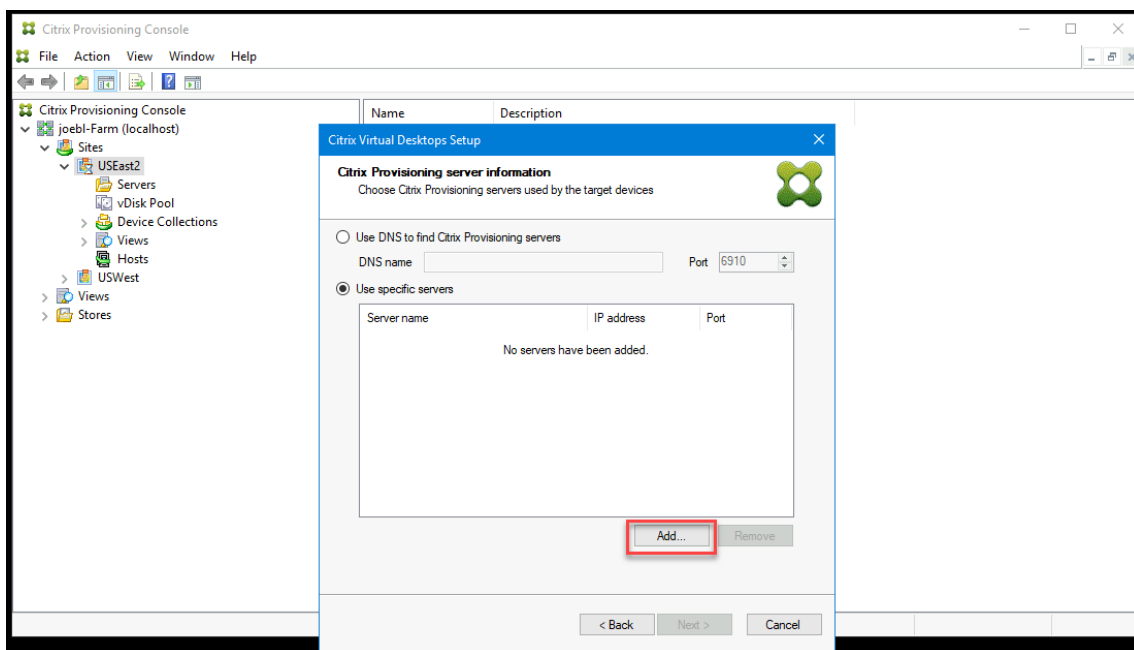 Citrix Provisioning Console
File Action View Window Help
Citrix Provisioning Console
joebl-Farm (localhost)
Sites
USEast2
Servers
vDisk Pool
Device Collections
Views
Hosts
USWest
Views
Stores
Name Description
Citrix Virtual Desktops Setup
Citrix Provisioning server information
Choose Citrix Provisioning servers used by the target devices
Use DNS to find Citrix Provisioning servers
DNS name Port 6910
Use specific servers
Server name IP address Port
No servers have been added.
Add... Remove
< Back Next > Cancel